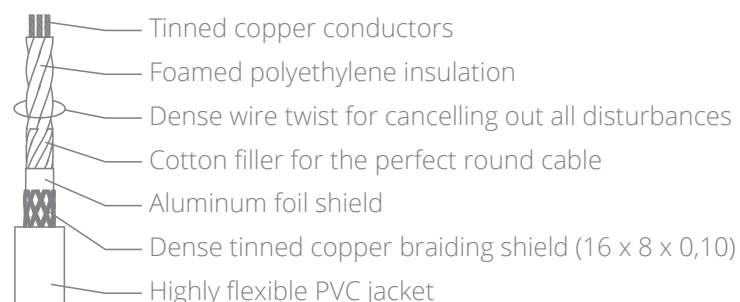 Tinned copper conductors
Foamed polyethylene insulation
Dense wire twist for cancelling out all disturbances
Cotton filler for the perfect round cable
Aluminum foil shield
Dense tinned copper braiding shield (16 x 8 x 0,10)
Highly flexible PVC jacket